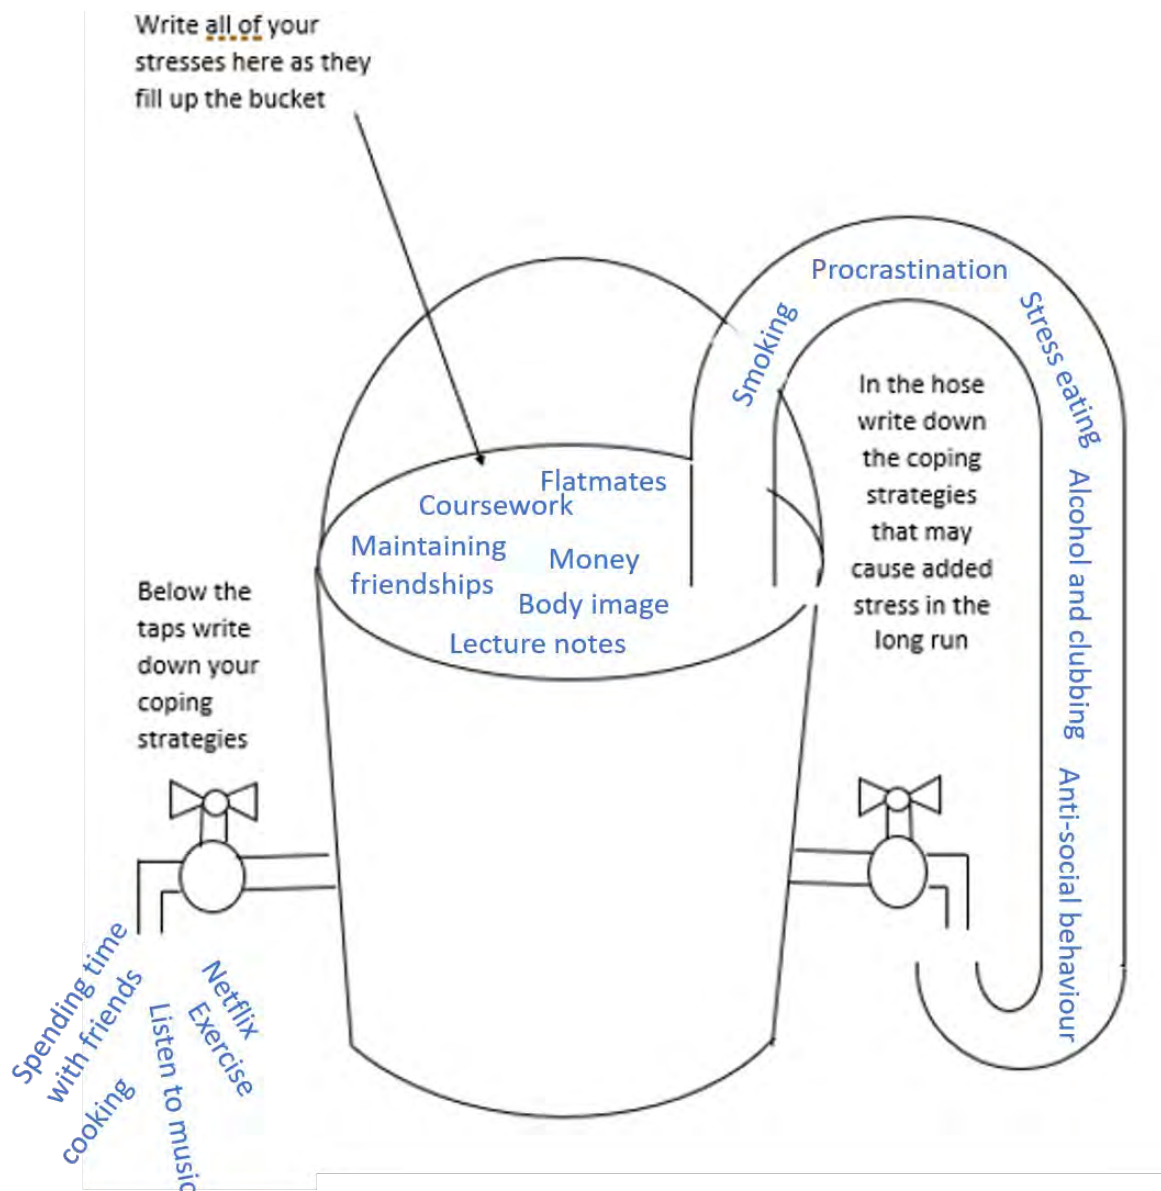 Write all of your
stresses here as they
fill up the bucket
Procrastination
Smoking
Stress eating
Alcohol and clubbing
Anti-social behaviour
In the hose
write down
the coping
strategies
that may
cause added
stress in the
long run
Flatmates
Coursework
Maintaining
friendships
Money
Body image
Lecture notes
Below the
taps write
down your
coping
strategies
Spending time
with friends
cooking
Listen to music
Netflix
Exercise